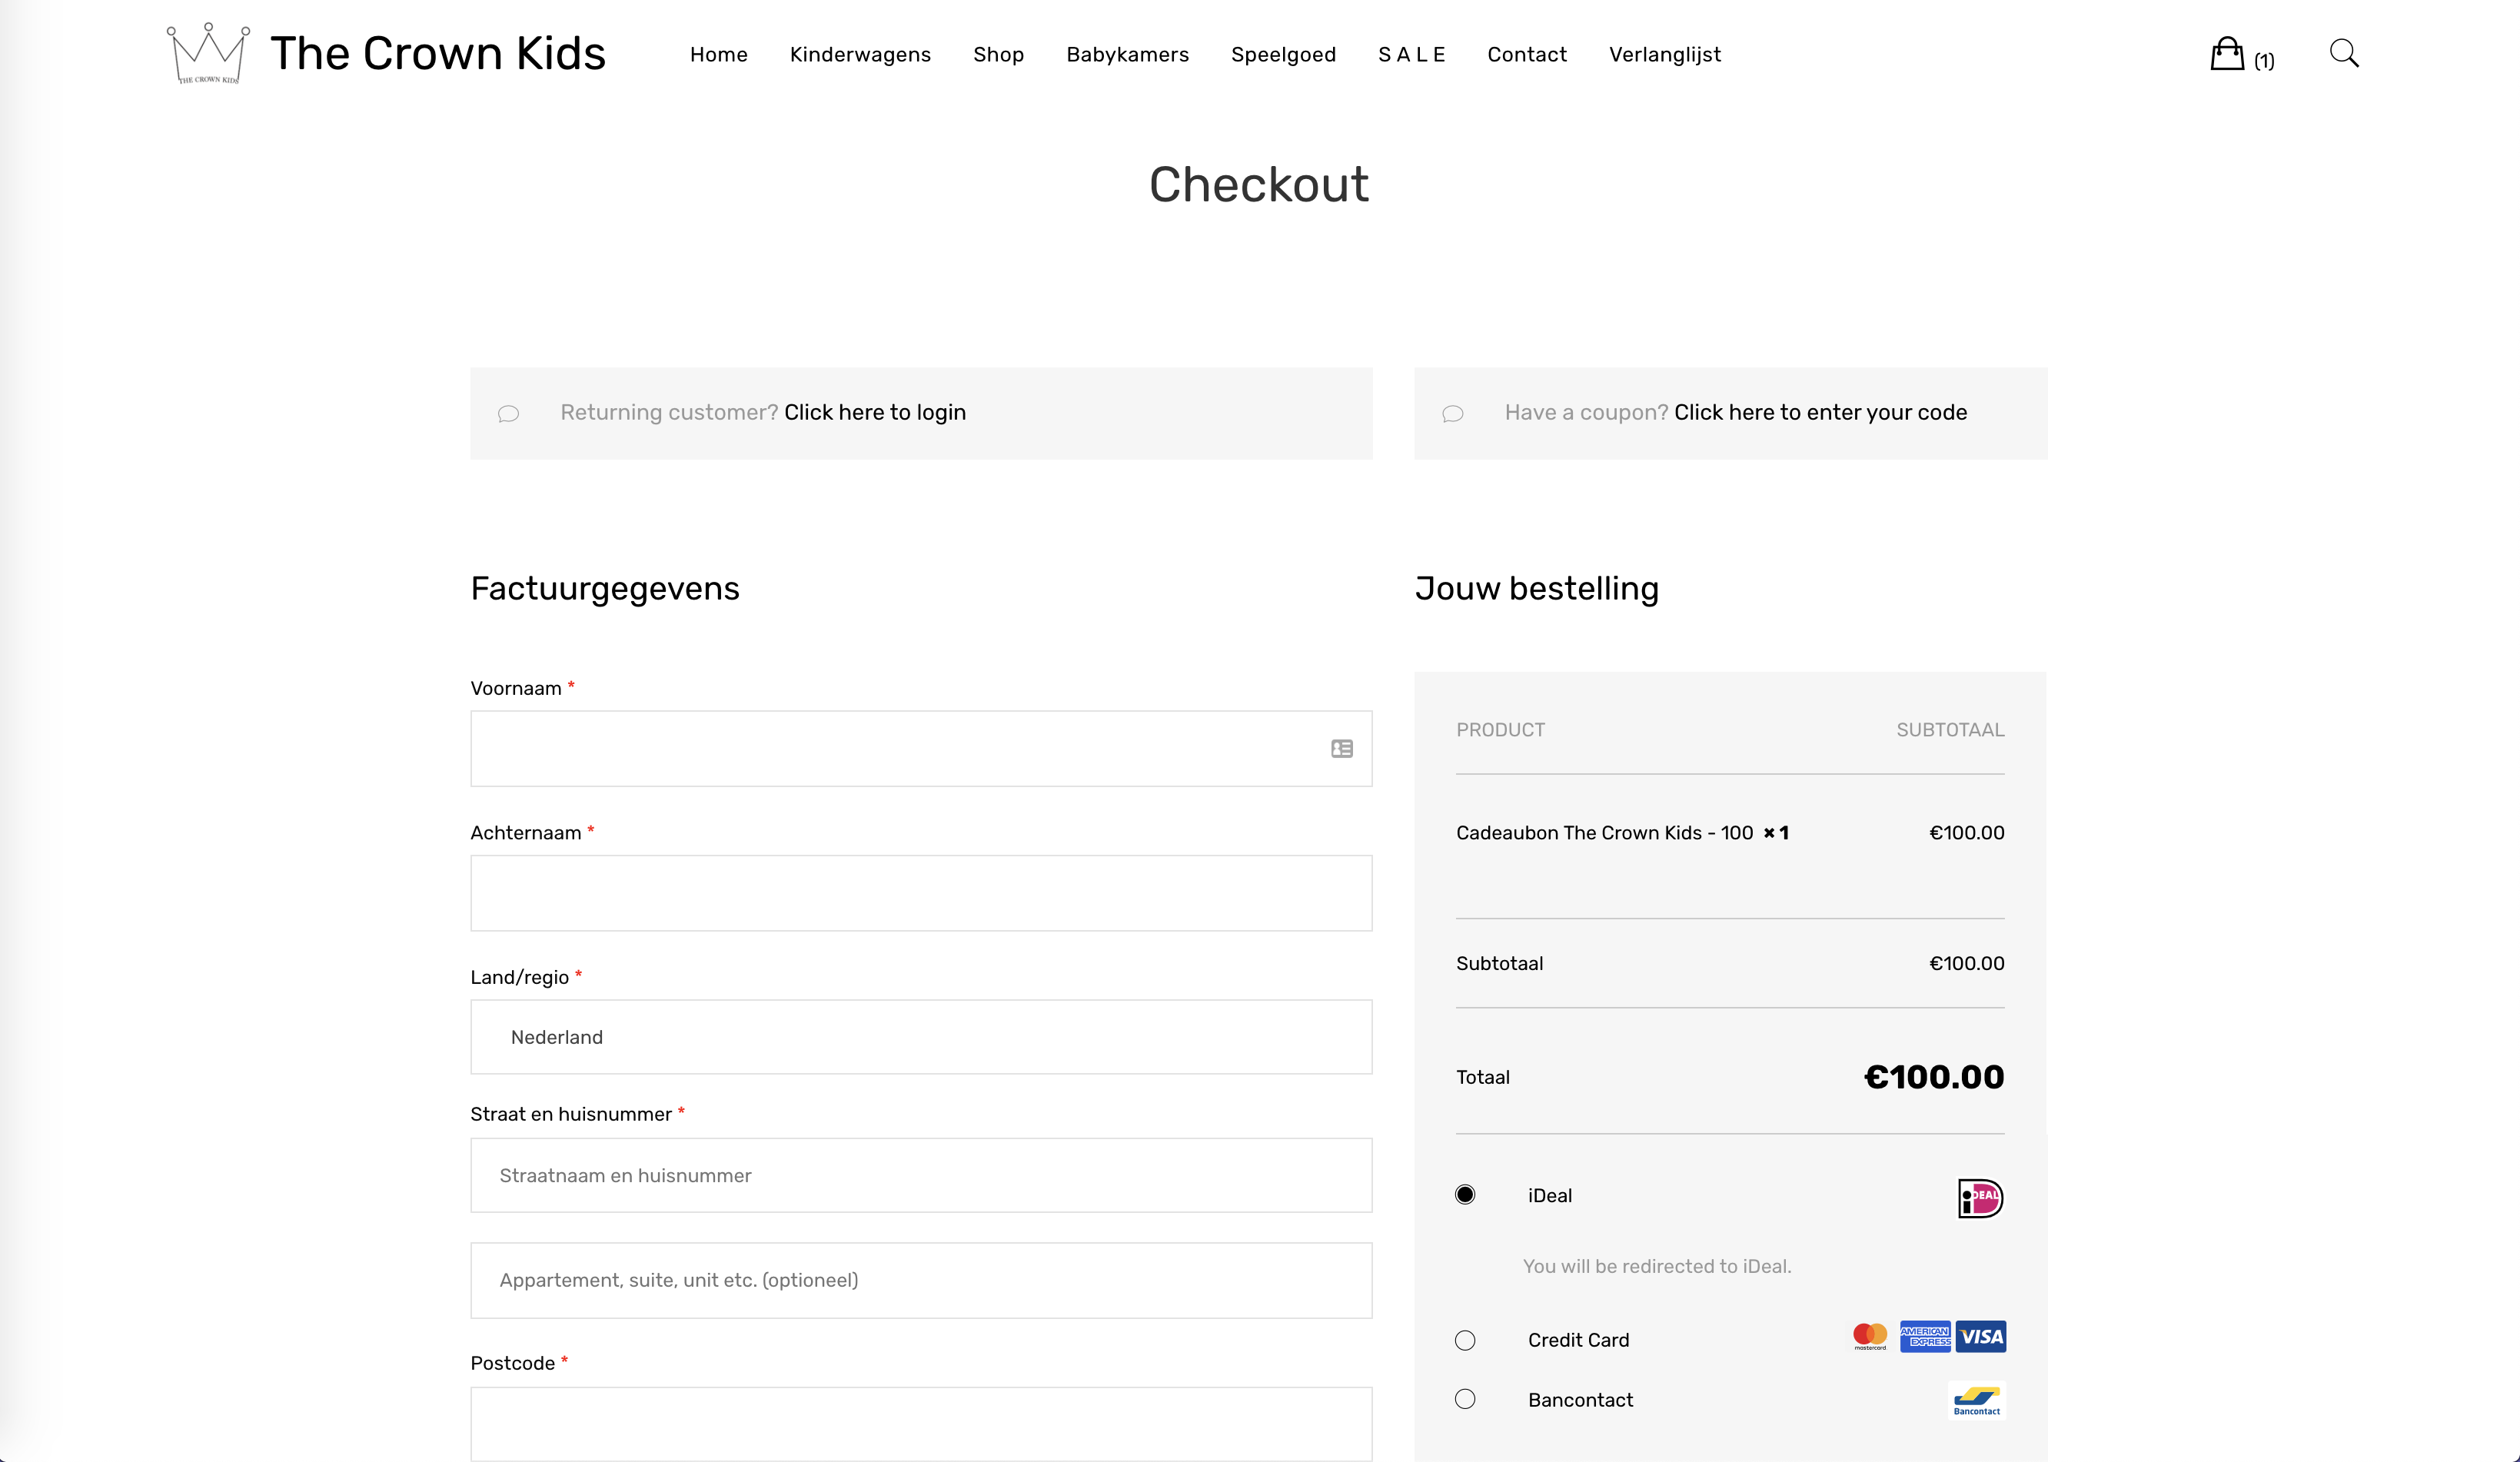 THE CROWN KIDS
The Crown Kids
Home Kinderwagens Shop Babykamers Speelgoed S A L E Contact Verlanglijst
(1)
Checkout
Returning customer? Click here to login
Have a coupon? Click here to enter your code
Factuurgegevens
Voornaam *
Achternaam *
Land/regio *
Nederland
Straat en huisnummer *
Straatnaam en huisnummer
Appartement, suite, unit etc. (optioneel)
Postcode *
Jouw bestelling
PRODUCT SUBTOTAAL
Cadeaubon The Crown Kids - 100 × 1 €100.00
Subtotaal €100.00
Totaal €100.00
iDeal iDEAL
You will be redirected to iDeal.
Credit Card mastercard AMERICAN EXPRESS VISA
Bancontact Bancontact